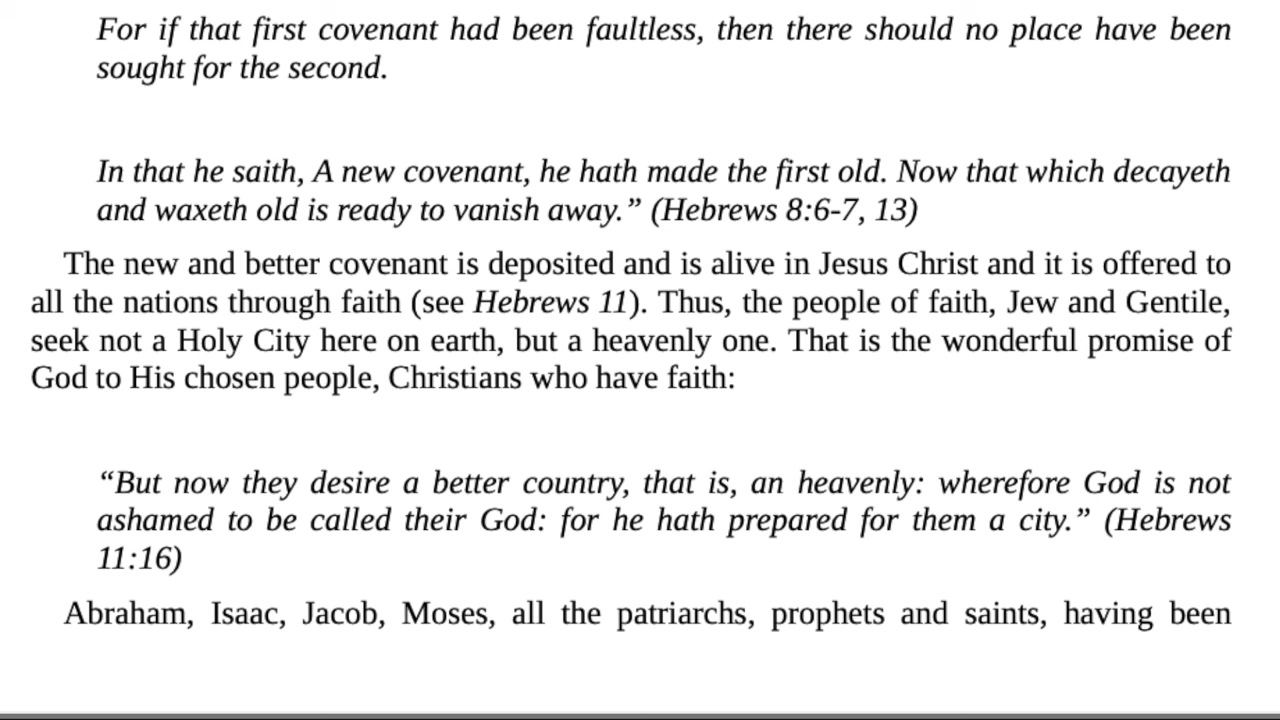 For if that first covenant had been faultless, then there should no place have been
sought for the second.
In that he saith, A new covenant, he hath made the first old. Now that which decayeth
and waxeth old is ready to vanish away.” (Hebrews 8:6-7, 13)
The new and better covenant is deposited and is alive in Jesus Christ and it is offered to
all the nations through faith (see Hebrews 11). Thus, the people of faith, Jew and Gentile,
seek not a Holy City here on earth, but a heavenly one. That is the wonderful promise of
God to His chosen people, Christians who have faith:
“But now they desire a better country, that is, an heavenly: wherefore God is not
ashamed to be called their God: for he hath prepared for them a city.” (Hebrews
11:16)
Abraham, Isaac, Jacob, Moses, all the patriarchs, prophets and saints, having been